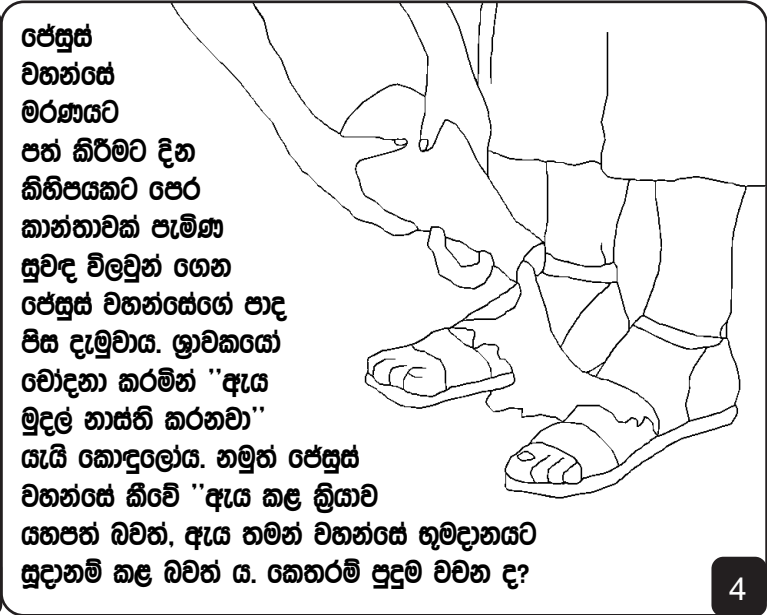 ජේසුස්
වහන්සේ
මරණයට
පත් කිරීමට දින
කිහිපයකට පෙර
කාන්තාවක් පැමිණ
සුවඳ විලවුන් ගෙන
ජේසුස් වහන්සේගේ පාද
පිස දැමුවාය. ශ්‍රාවකයෝ
චෝදනා කරමින් "ඇය
මුදල් නාස්ති කරනවා"
යැයි කොඳුලෝය. නමුත් ජේසුස්
වහන්සේ කීවේ "ඇය කළ ක්‍රියාව
යහපත් බවත්, ඇය තමන් වහන්සේ භූමදානයට
සූදානම් කළ බවත් ය. කෙතරම් පුදුම වචන ද?
4